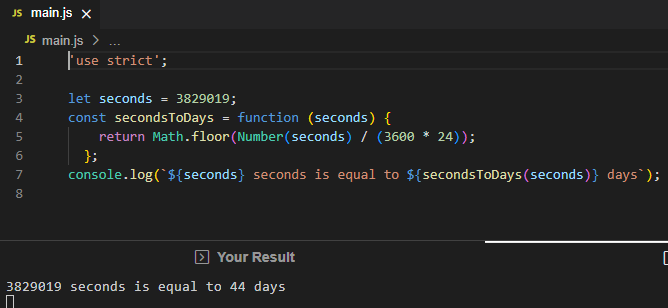 JS main.js ×
JS main.js > ...
1 'use strict';
2
3 let seconds = 3829019;
4 const secondsToDays = function (seconds) {
5     return Math.floor(Number(seconds) / (3600 * 24));
6   };
7 console.log(`${seconds} seconds is equal to ${secondsToDays(seconds)} days`);
8
Your Result
3829019 seconds is equal to 44 days